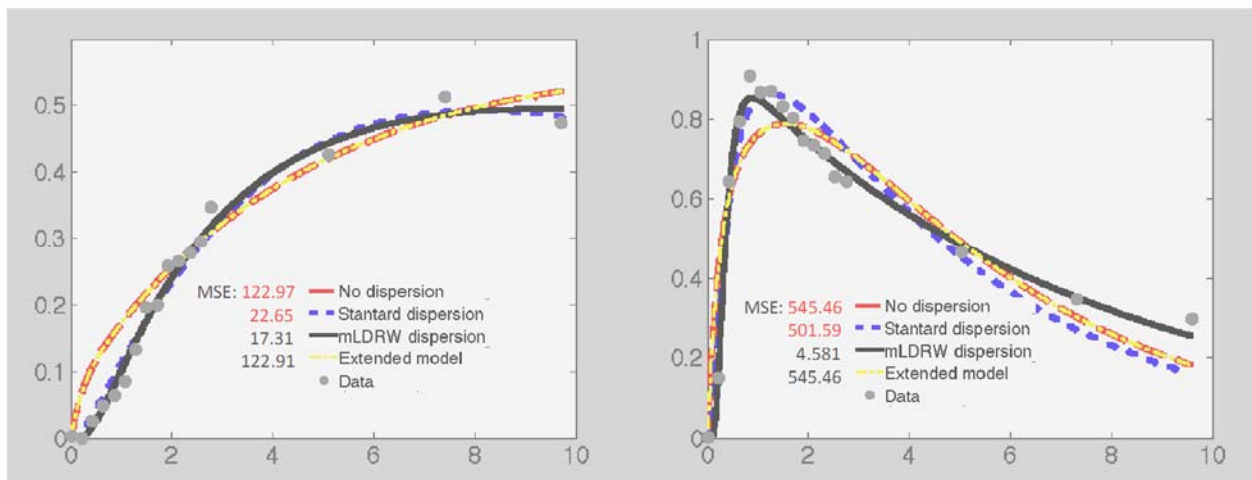 0.5
0.4
0.3
0.2
0.1
0
0 2 4 6 8 10
MSE: 122.97 No dispersion
22.65 Stantard dispersion
17.31 mLDRW dispersion
122.91 Extended model
Data
1
0.8
0.6
0.4
0.2
0
0 2 4 6 8 10
MSE: 545.46 No dispersion
501.59 Stantard dispersion
4.581 mLDRW dispersion
545.46 Extended model
Data